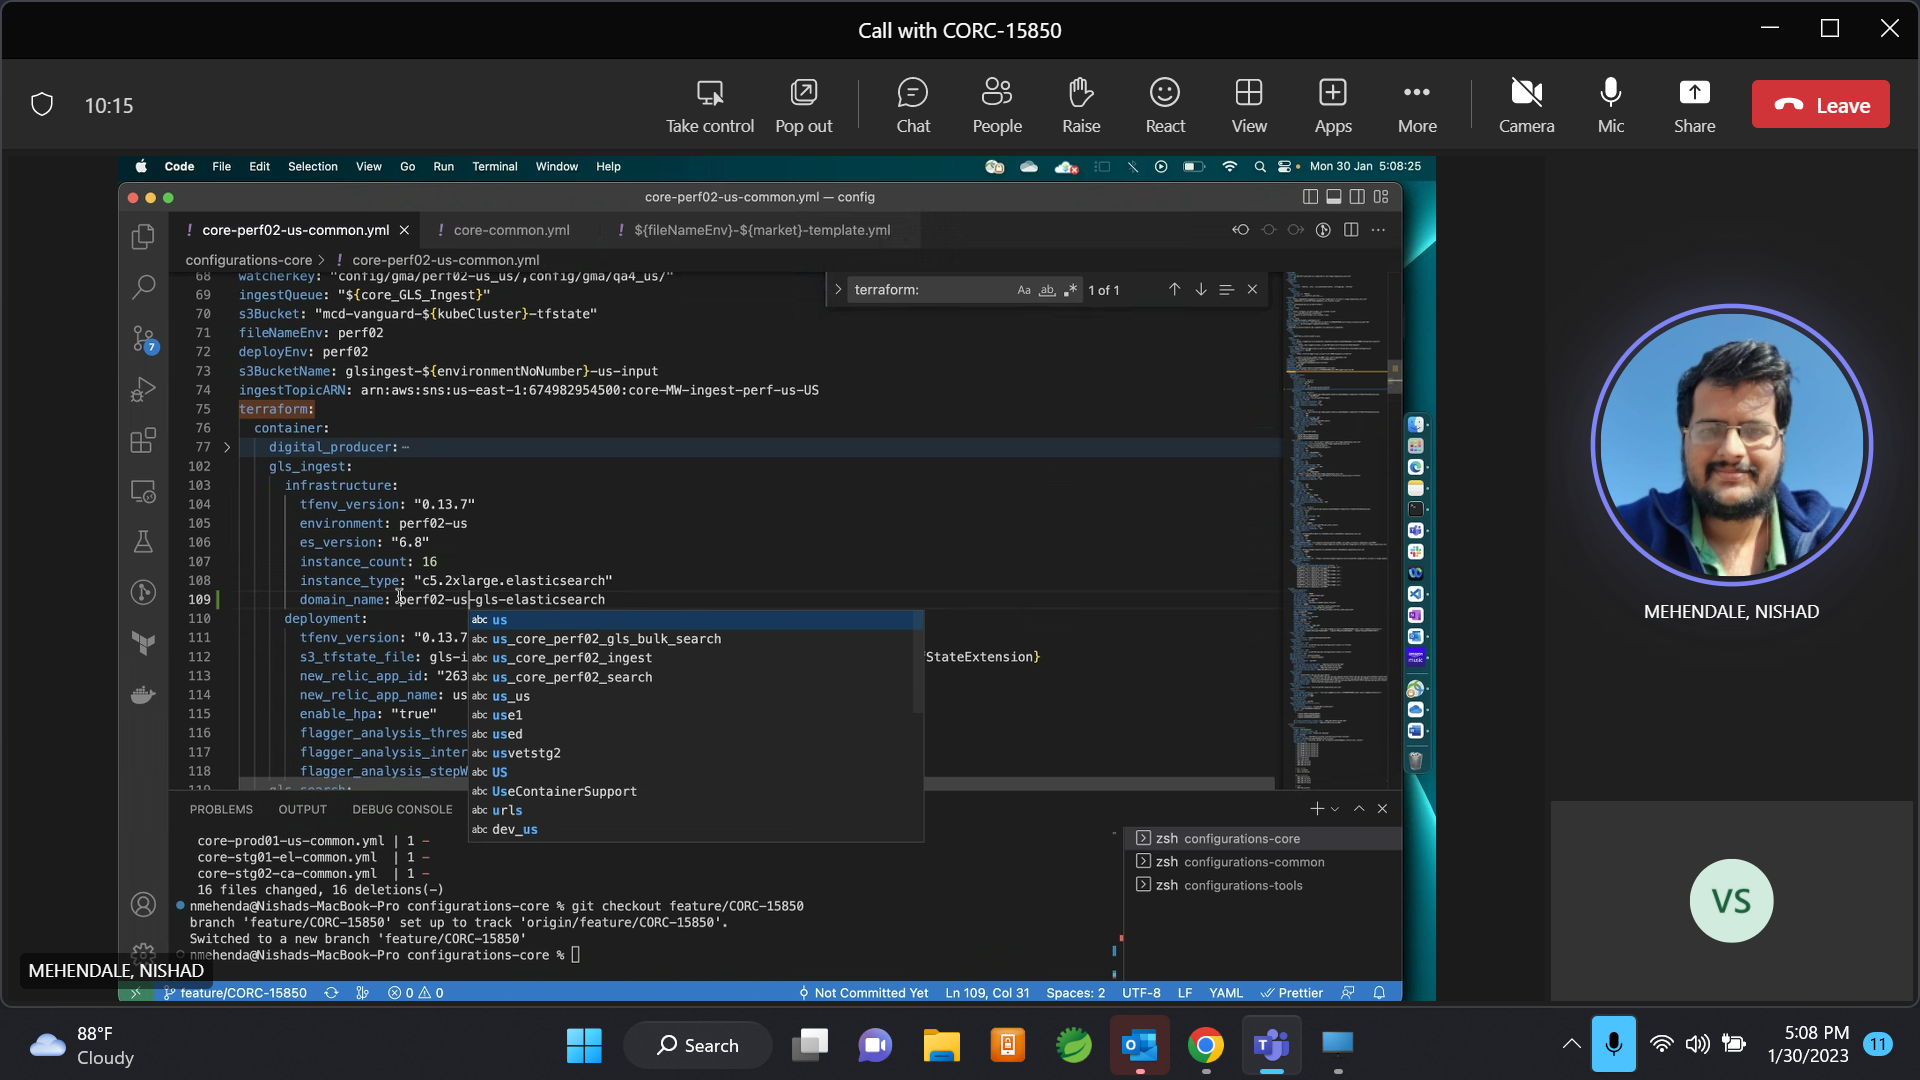 Call with CORC-15850
10:15
Take control
Pop out
Chat
People
Raise
React
View
Apps
More
Camera
Mic
Share
Leave
Code File Edit Selection View Go Run Terminal Window Help
Mon 30 Jan 5:08:25
core-perf02-us-common.yml — config
! core-perf02-us-common.yml
! core-common.yml
! ${fileNameEnv}-${market}-template.yml
configurations-core > ! core-perf02-us-common.yml
terraform:
Aa ab .*
1 of 1
68 watcherkey: "config/gma/perf02-us_us/,config/gma/qa4_us/"
69 ingestQueue: "${core_GLS_Ingest}"
70 s3Bucket: "mcd-vanguard-${kubeCluster}-tfstate"
71 fileNameEnv: perf02
72 deployEnv: perf02
73 s3BucketName: glsingest-${environmentNoNumber}-us-input
74 ingestTopicARN: arn:aws:sns:us-east-1:674982954500:core-MW-ingest-perf-us-US
75 terraform:
76 container:
77 digital_producer: ⋯
102 gls_ingest:
103 infrastructure:
104 tfenv_version: "0.13.7"
105 environment: perf02-us
106 es_version: "6.8"
107 instance_count: 16
108 instance_type: "c5.2xlarge.elasticsearch"
109 domain_name: perf02-us-gls-elasticsearch
110 deployment:
111 tfenv_version: "0.13.7
112 s3_tfstate_file: gls-i
StateExtension}
113 new_relic_app_id: "263
114 new_relic_app_name: us
115 enable_hpa: "true"
116 flagger_analysis_thres
117 flagger_analysis_inter
118 flagger_analysis_stepW
119 gls_search:
abc us
abc us_core_perf02_gls_bulk_search
abc us_core_perf02_ingest
abc us_core_perf02_search
abc us_us
abc use1
abc used
abc usvetstg2
abc US
abc UseContainerSupport
abc urls
abc dev_us
7
PROBLEMS OUTPUT DEBUG CONSOLE
core-prod01-us-common.yml | 1 -
core-stg01-el-common.yml | 1 -
core-stg02-ca-common.yml | 1 -
16 files changed, 16 deletions(-)
nmehenda@Nishads-MacBook-Pro configurations-core % git checkout feature/CORC-15850
branch 'feature/CORC-15850' set up to track 'origin/feature/CORC-15850'.
Switched to a new branch 'feature/CORC-15850'
nmehenda@Nishads-MacBook-Pro configurations-core %
zsh configurations-core
zsh configurations-common
zsh configurations-tools
MEHENDALE, NISHAD
feature/CORC-15850
0 0
Not Committed Yet Ln 109, Col 31 Spaces: 2 UTF-8 LF YAML Prettier
MEHENDALE, NISHAD
VS
88°F
Cloudy
Search
5:08 PM
1/30/2023
11